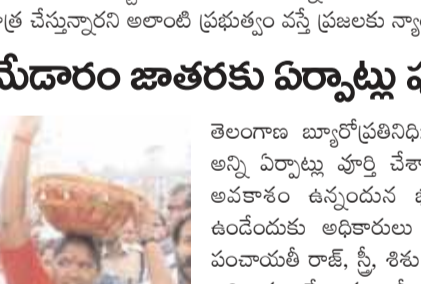 చేస్తున్నారని అలాంటి ప్రభుత్వం వస్తే ప్రజలకు
మేడారం జాతరకు ఏర్పాట్లు
తెలంగాణ బ్యూరోప్రతినిధి:
అన్ని ఏర్పాట్లు వూర్తి
అవకాశం ఉన్నందున
ఉండేందుకు అధికారులు
పంచాయతీ రాజ్, స్త్రీ, శిశు